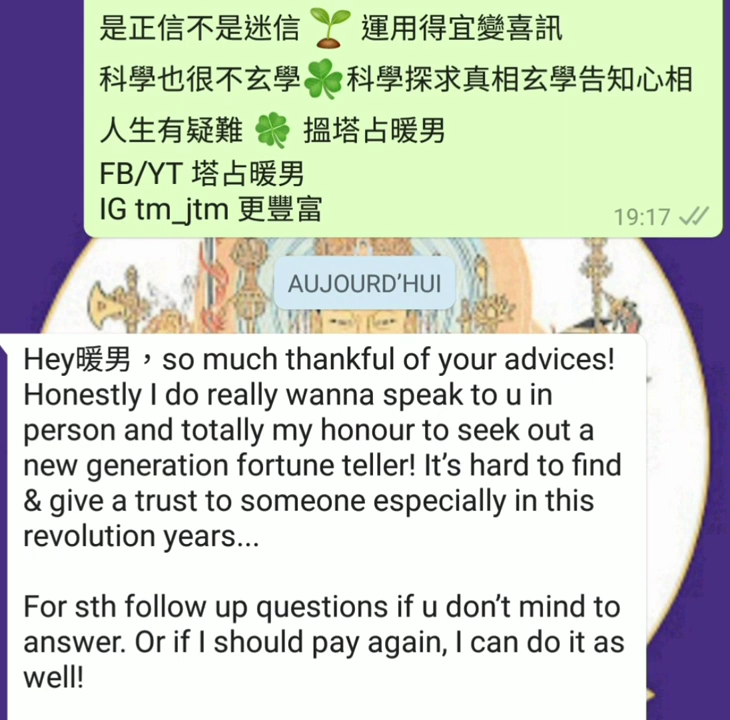 是正信不是迷信🌱 運用得宜變喜訊
科學也很不玄學🍀科學探求真相玄學告知心相
人生有疑難 🍀 搵塔占暖男
FB/YT 塔占暖男
IG tm_jtm 更豐富
19:17
AUJOURD'HUI
Hey暖男，so much thankful of your advices!
Honestly I do really wanna speak to u in
person and totally my honour to seek out a
new generation fortune teller! It's hard to find
& give a trust to someone especially in this
revolution years...
For sth follow up questions if u don't mind to
answer. Or if I should pay again, I can do it as
well!